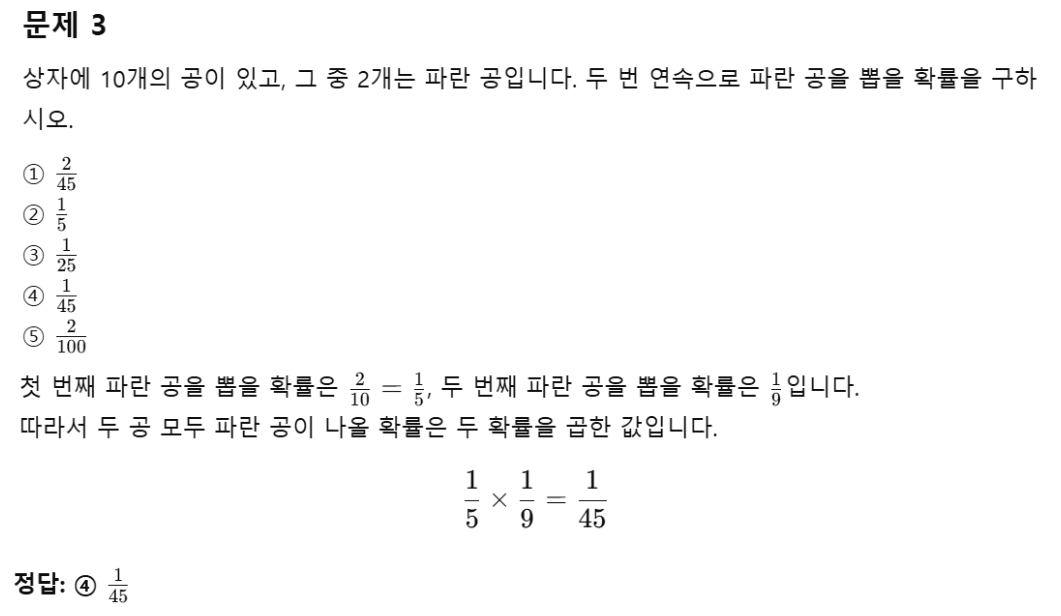 문제 3
상자에 10개의 공이 있고, 그 중 2개는 파란 공입니다. 두 번 연속으로 파란 공을 뽑을 확률을 구하
시오.
① 2/45
② 1/5
③ 1/25
④ 1/45
⑤ 2/100
첫 번째 파란 공을 뽑을 확률은 2/10 = 1/5, 두 번째 파란 공을 뽑을 확률은 1/9입니다.
따라서 두 공 모두 파란 공이 나올 확률은 두 확률을 곱한 값입니다.
1/5 × 1/9 = 1/45
정답: ④ 1/45